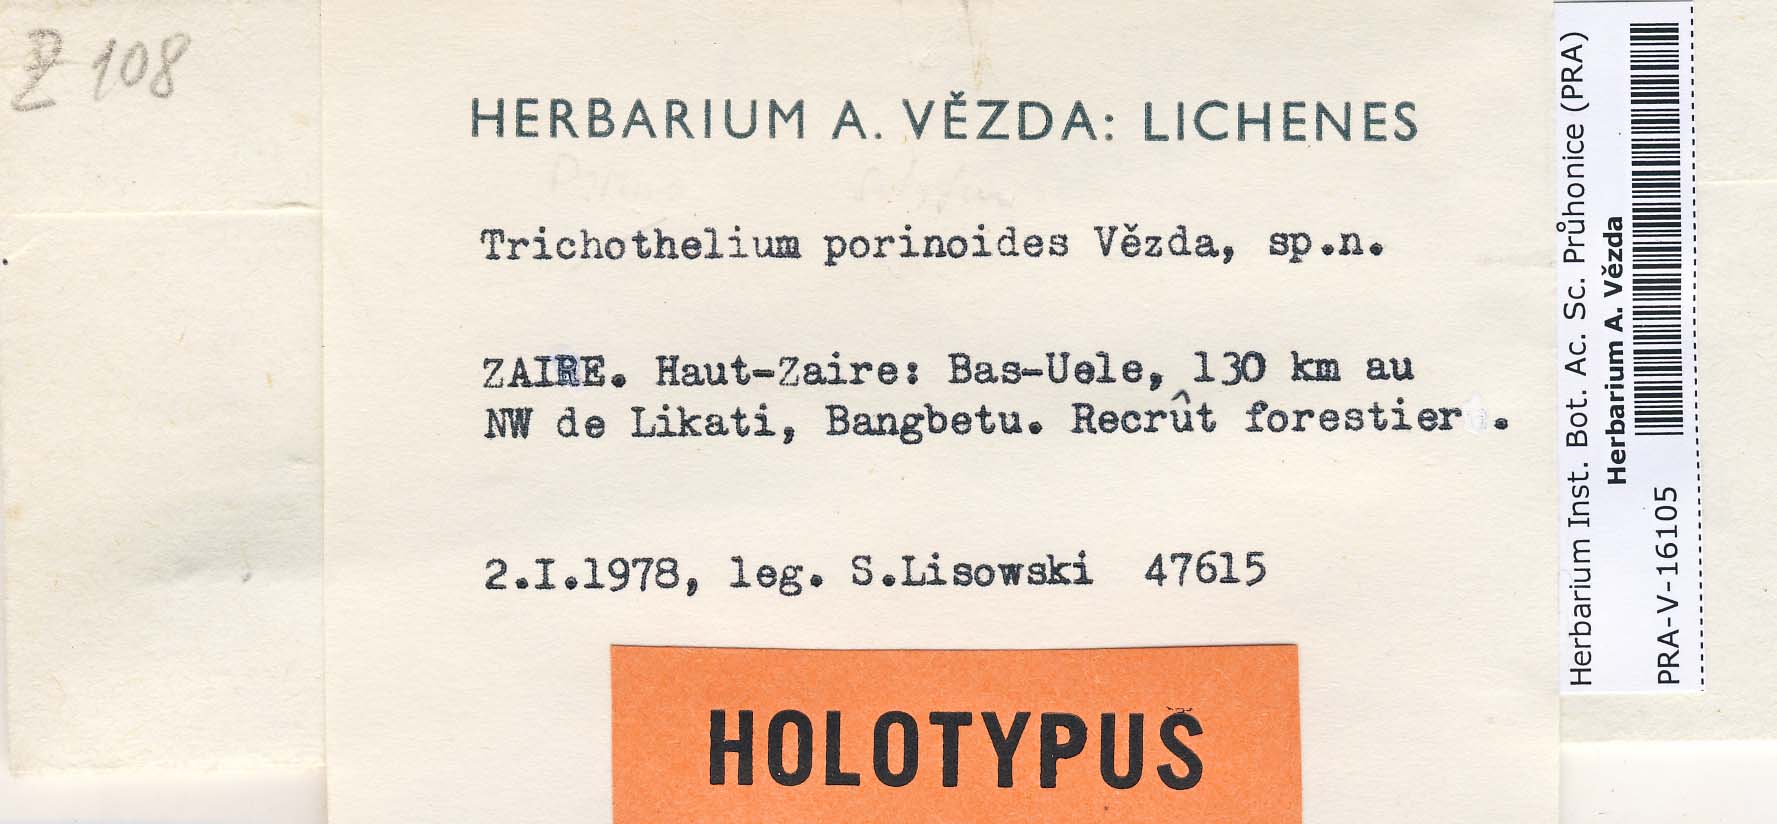 108
HERBARIUM A. VĚZDA: LICHENES
Trichothelium porinoides Vězda, sp.n.
ZAIRE. Haut-Zaire: Bas-Uele, 130 km au
NW de Likati, Bangbetu. Recrût forestier .
2.I.1978, leg. S.Lisowski 47615
HOLOTYPUS
Herbarium Inst. Bot. Ac. Sc. Průhonice (PRA)
Herbarium A. Vězda
PRA-V-16105